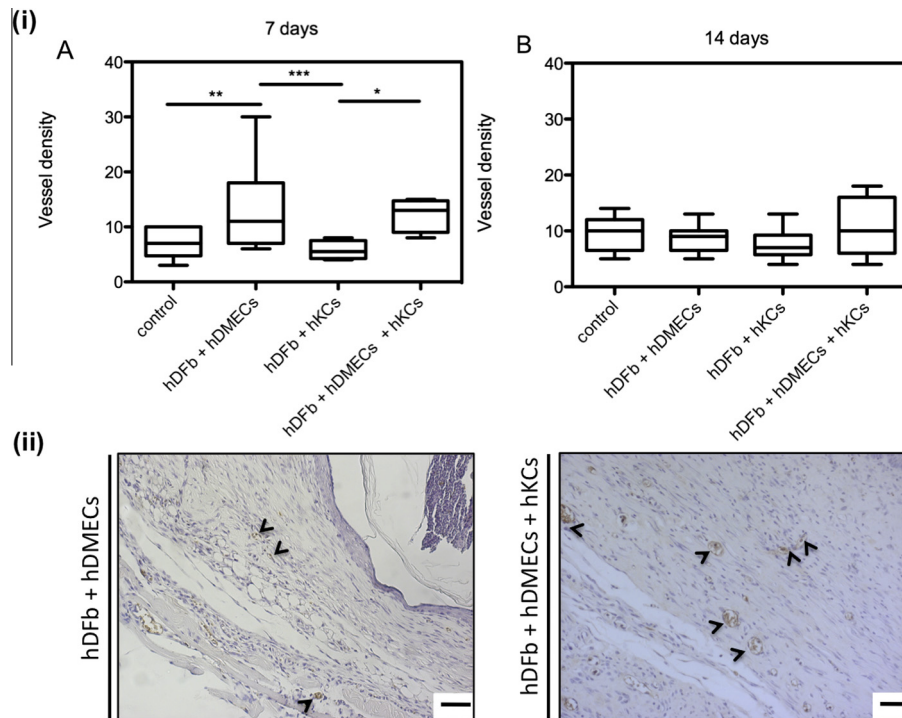 (i)
A
7 days
Vessel density
40
30
20
10
0
**
***
*
control
hDFb + hDMECs
hDFb + hKCs
hDFb + hDMECs + hKCs
B
14 days
Vessel density
40
30
20
10
0
control
hDFb + hDMECs
hDFb + hKCs
hDFb + hDMECs + hKCs
(ii)
hDFb + hDMECs
hDFb + hDMECs + hKCs